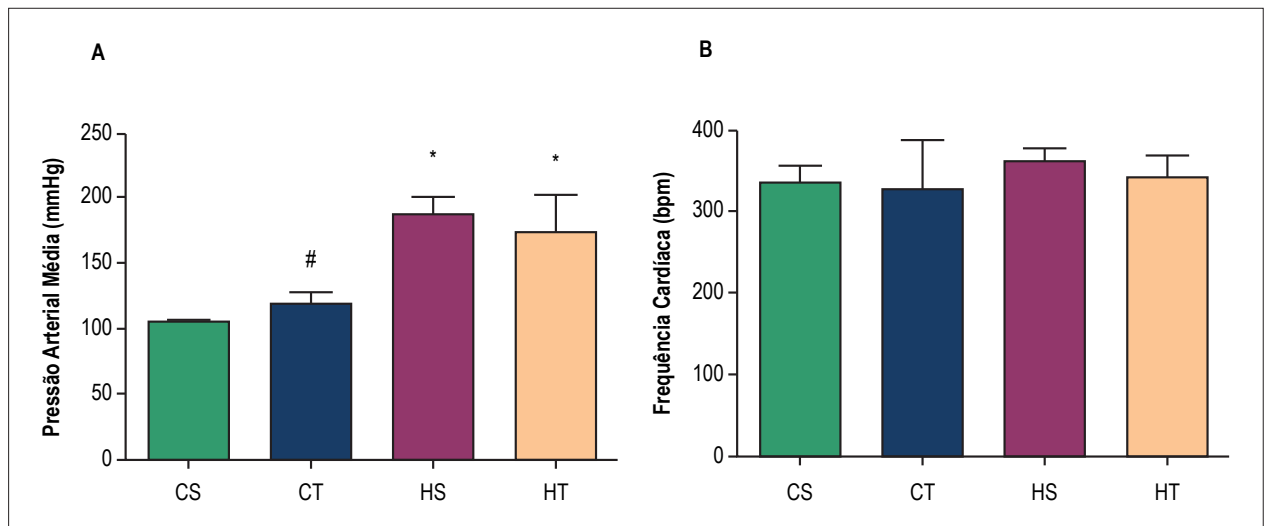 A
Pressão Arterial Média (mmHg)
250
200
150
100
50
0
#
*
*
CS CT HS HT
B
Frequência Cardíaca (bpm)
400
300
200
100
0
CS CT HS HT